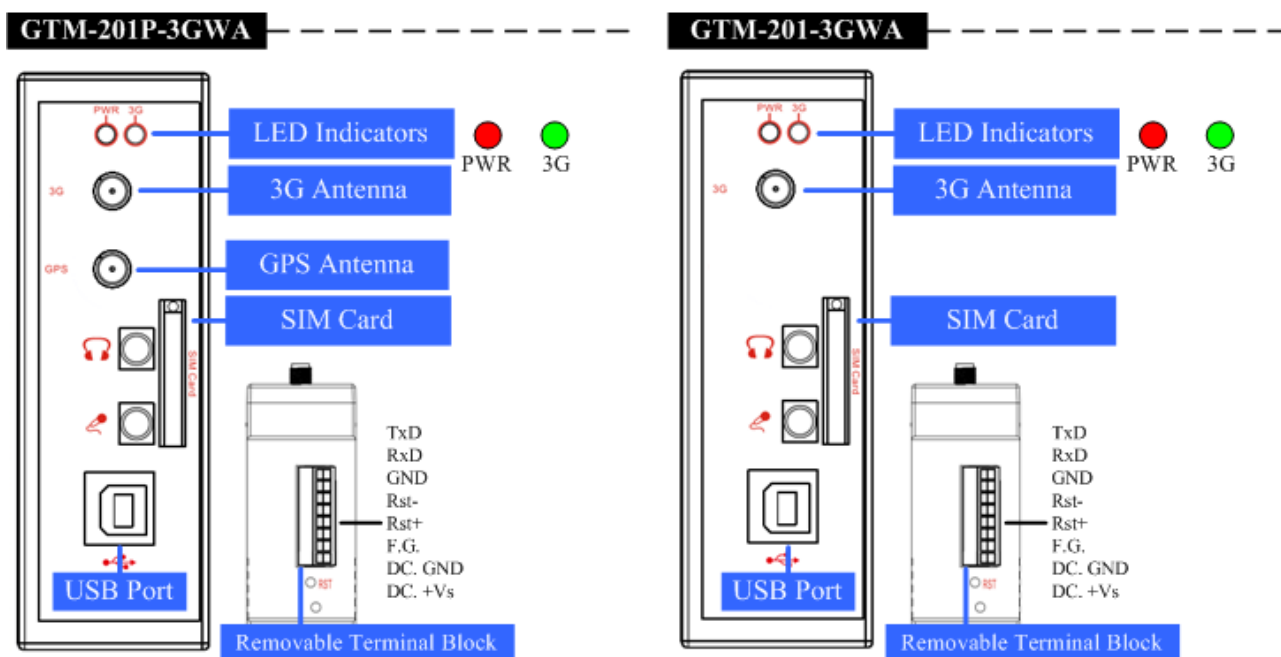 GTM-201P-3GWA
PWR 3G
LED Indicators
PWR
3G
3G
3G Antenna
GPS
GPS Antenna
SIM Card
SIM Card
TxD
RxD
GND
Rst-
Rst+
F.G.
DC. GND
DC. +Vs
RST
USB Port
Removable Terminal Block
GTM-201-3GWA
PWR 3G
LED Indicators
PWR
3G
3G
3G Antenna
SIM Card
SIM Card
TxD
RxD
GND
Rst-
Rst+
F.G.
DC. GND
DC. +Vs
RST
USB Port
Removable Terminal Block